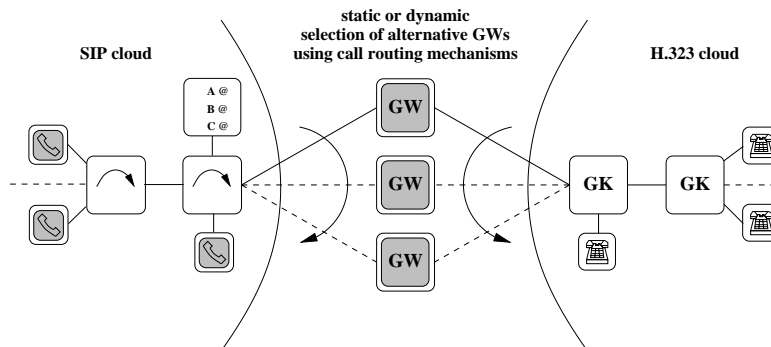 static or dynamic
selection of alternative GWs
using call routing mechanisms
SIP cloud
H.323 cloud
A @
B @
C @
GW
GW
GW
GK
GK